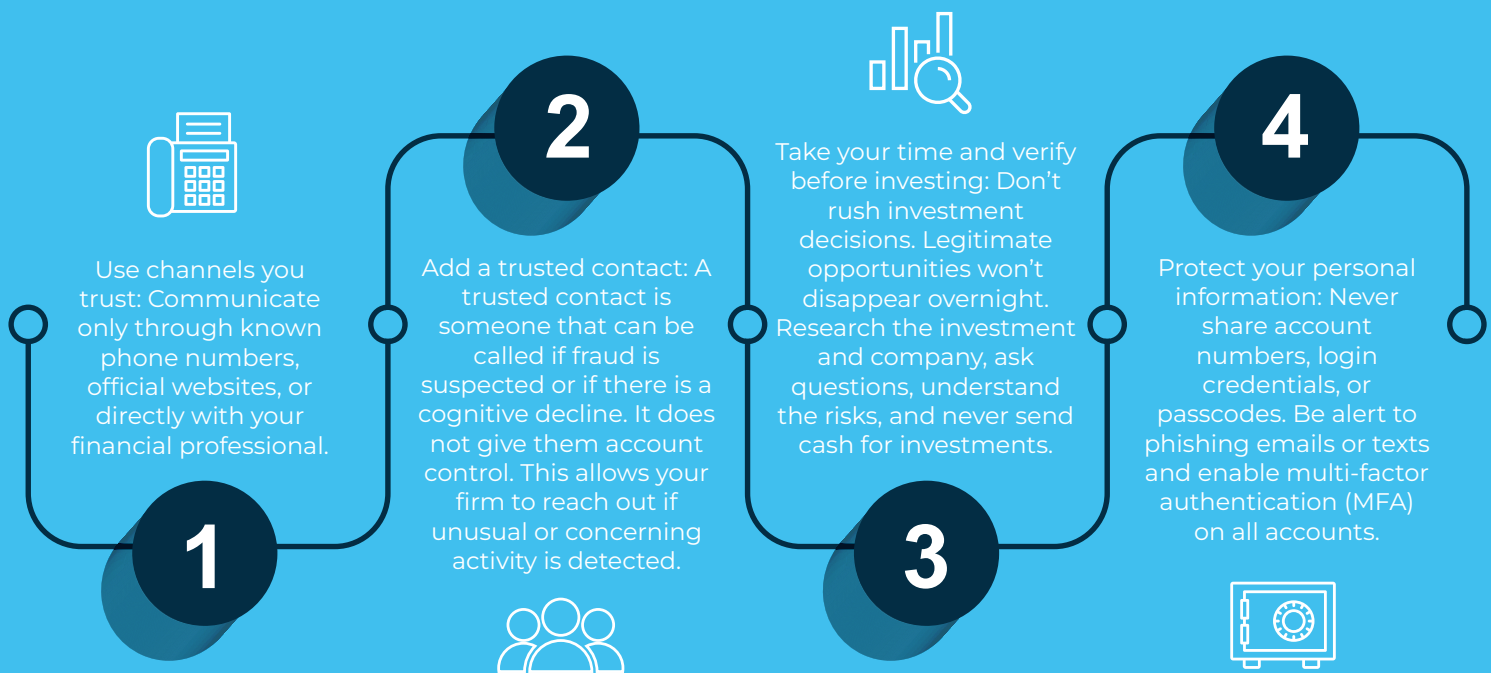 1
Use channels you
trust: Communicate
only through known
phone numbers,
official websites, or
directly with your
financial professional.
2
Add a trusted contact: A
trusted contact is
someone that can be
called if fraud is
suspected or if there is a
cognitive decline. It does
not give them account
control. This allows your
firm to reach out if
unusual or concerning
activity is detected.
3
Take your time and verify
before investing: Don’t
rush investment
decisions. Legitimate
opportunities won’t
disappear overnight.
Research the investment
and company, ask
questions, understand
the risks, and never send
cash for investments.
4
Protect your personal
information: Never
share account
numbers, login
credentials, or
passcodes. Be alert to
phishing emails or texts
and enable multi-factor
authentication (MFA)
on all accounts.